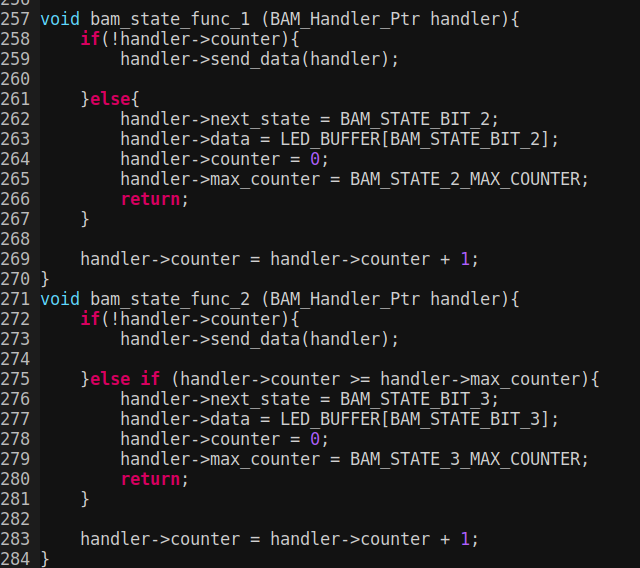 257 void bam_state_func_1 (BAM_Handler_Ptr handler){
258     if(!handler->counter){
259         handler->send_data(handler);
260
261     }else{
262         handler->next_state = BAM_STATE_BIT_2;
263         handler->data = LED_BUFFER[BAM_STATE_BIT_2];
264         handler->counter = 0;
265         handler->max_counter = BAM_STATE_2_MAX_COUNTER;
266         return;
267     }
268
269     handler->counter = handler->counter + 1;
270 }
271 void bam_state_func_2 (BAM_Handler_Ptr handler){
272     if(!handler->counter){
273         handler->send_data(handler);
274
275     }else if (handler->counter >= handler->max_counter){
276         handler->next_state = BAM_STATE_BIT_3;
277         handler->data = LED_BUFFER[BAM_STATE_BIT_3];
278         handler->counter = 0;
279         handler->max_counter = BAM_STATE_3_MAX_COUNTER;
280         return;
281     }
282
283     handler->counter = handler->counter + 1;
284 }